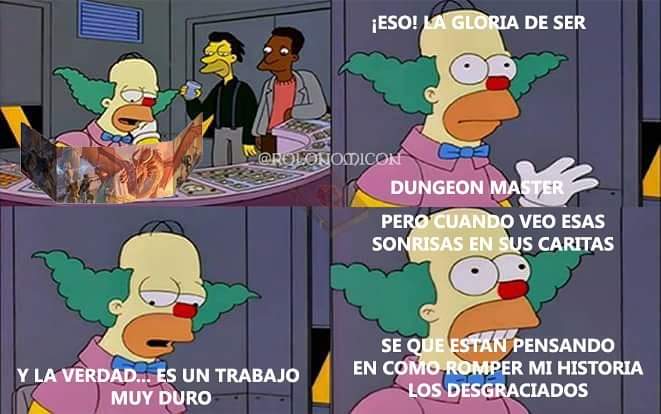 ¡ESO! LA GLORIA DE SER
@ROLONOMICON
DUNGEON MASTER
Y LA VERDAD... ES UN TRABAJO
MUY DURO
PERO CUANDO VEO ESAS
SONRISAS EN SUS CARITAS
SE QUE ESTAN PENSANDO
EN COMO ROMPER MI HISTORIA
LOS DESGRACIADOS